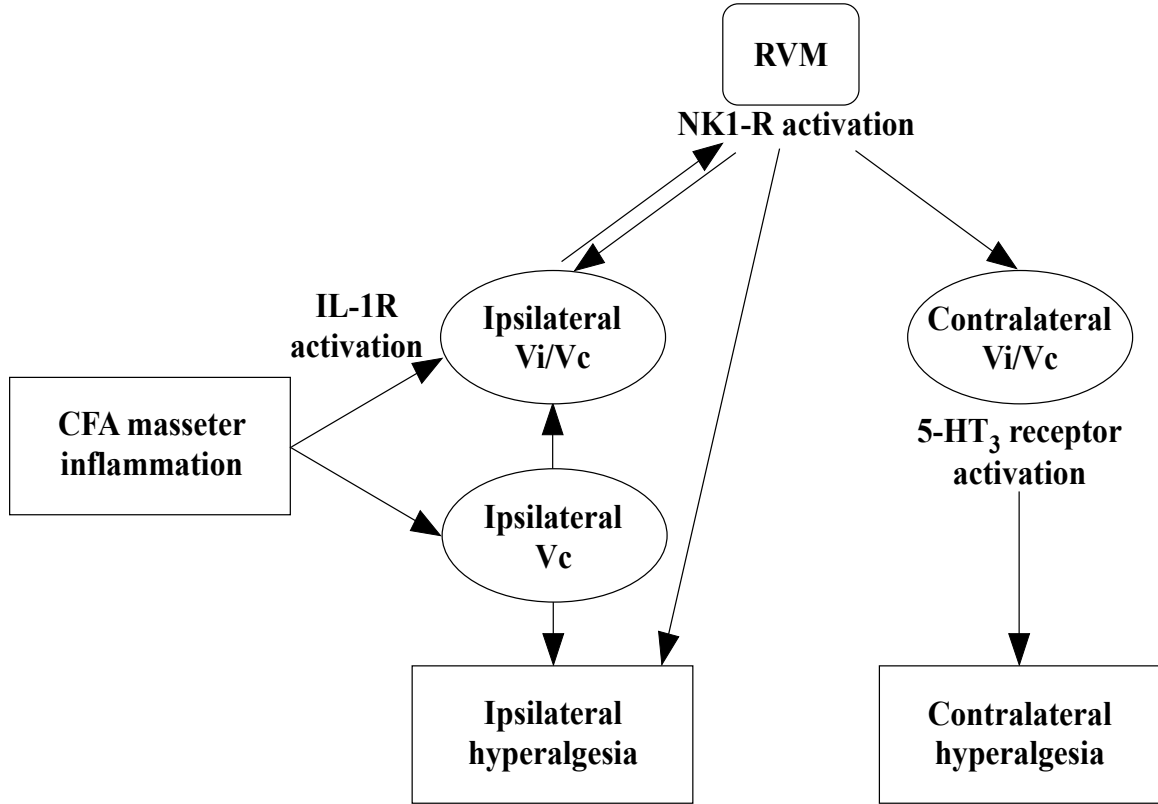 RVM
NK1-R activation
IL-1R
activation
Ipsilateral
Vi/Vc
Contralateral
Vi/Vc
CFA masseter
inflammation
5-HT₃ receptor
activation
Ipsilateral
Vc
Ipsilateral
hyperalgesia
Contralateral
hyperalgesia